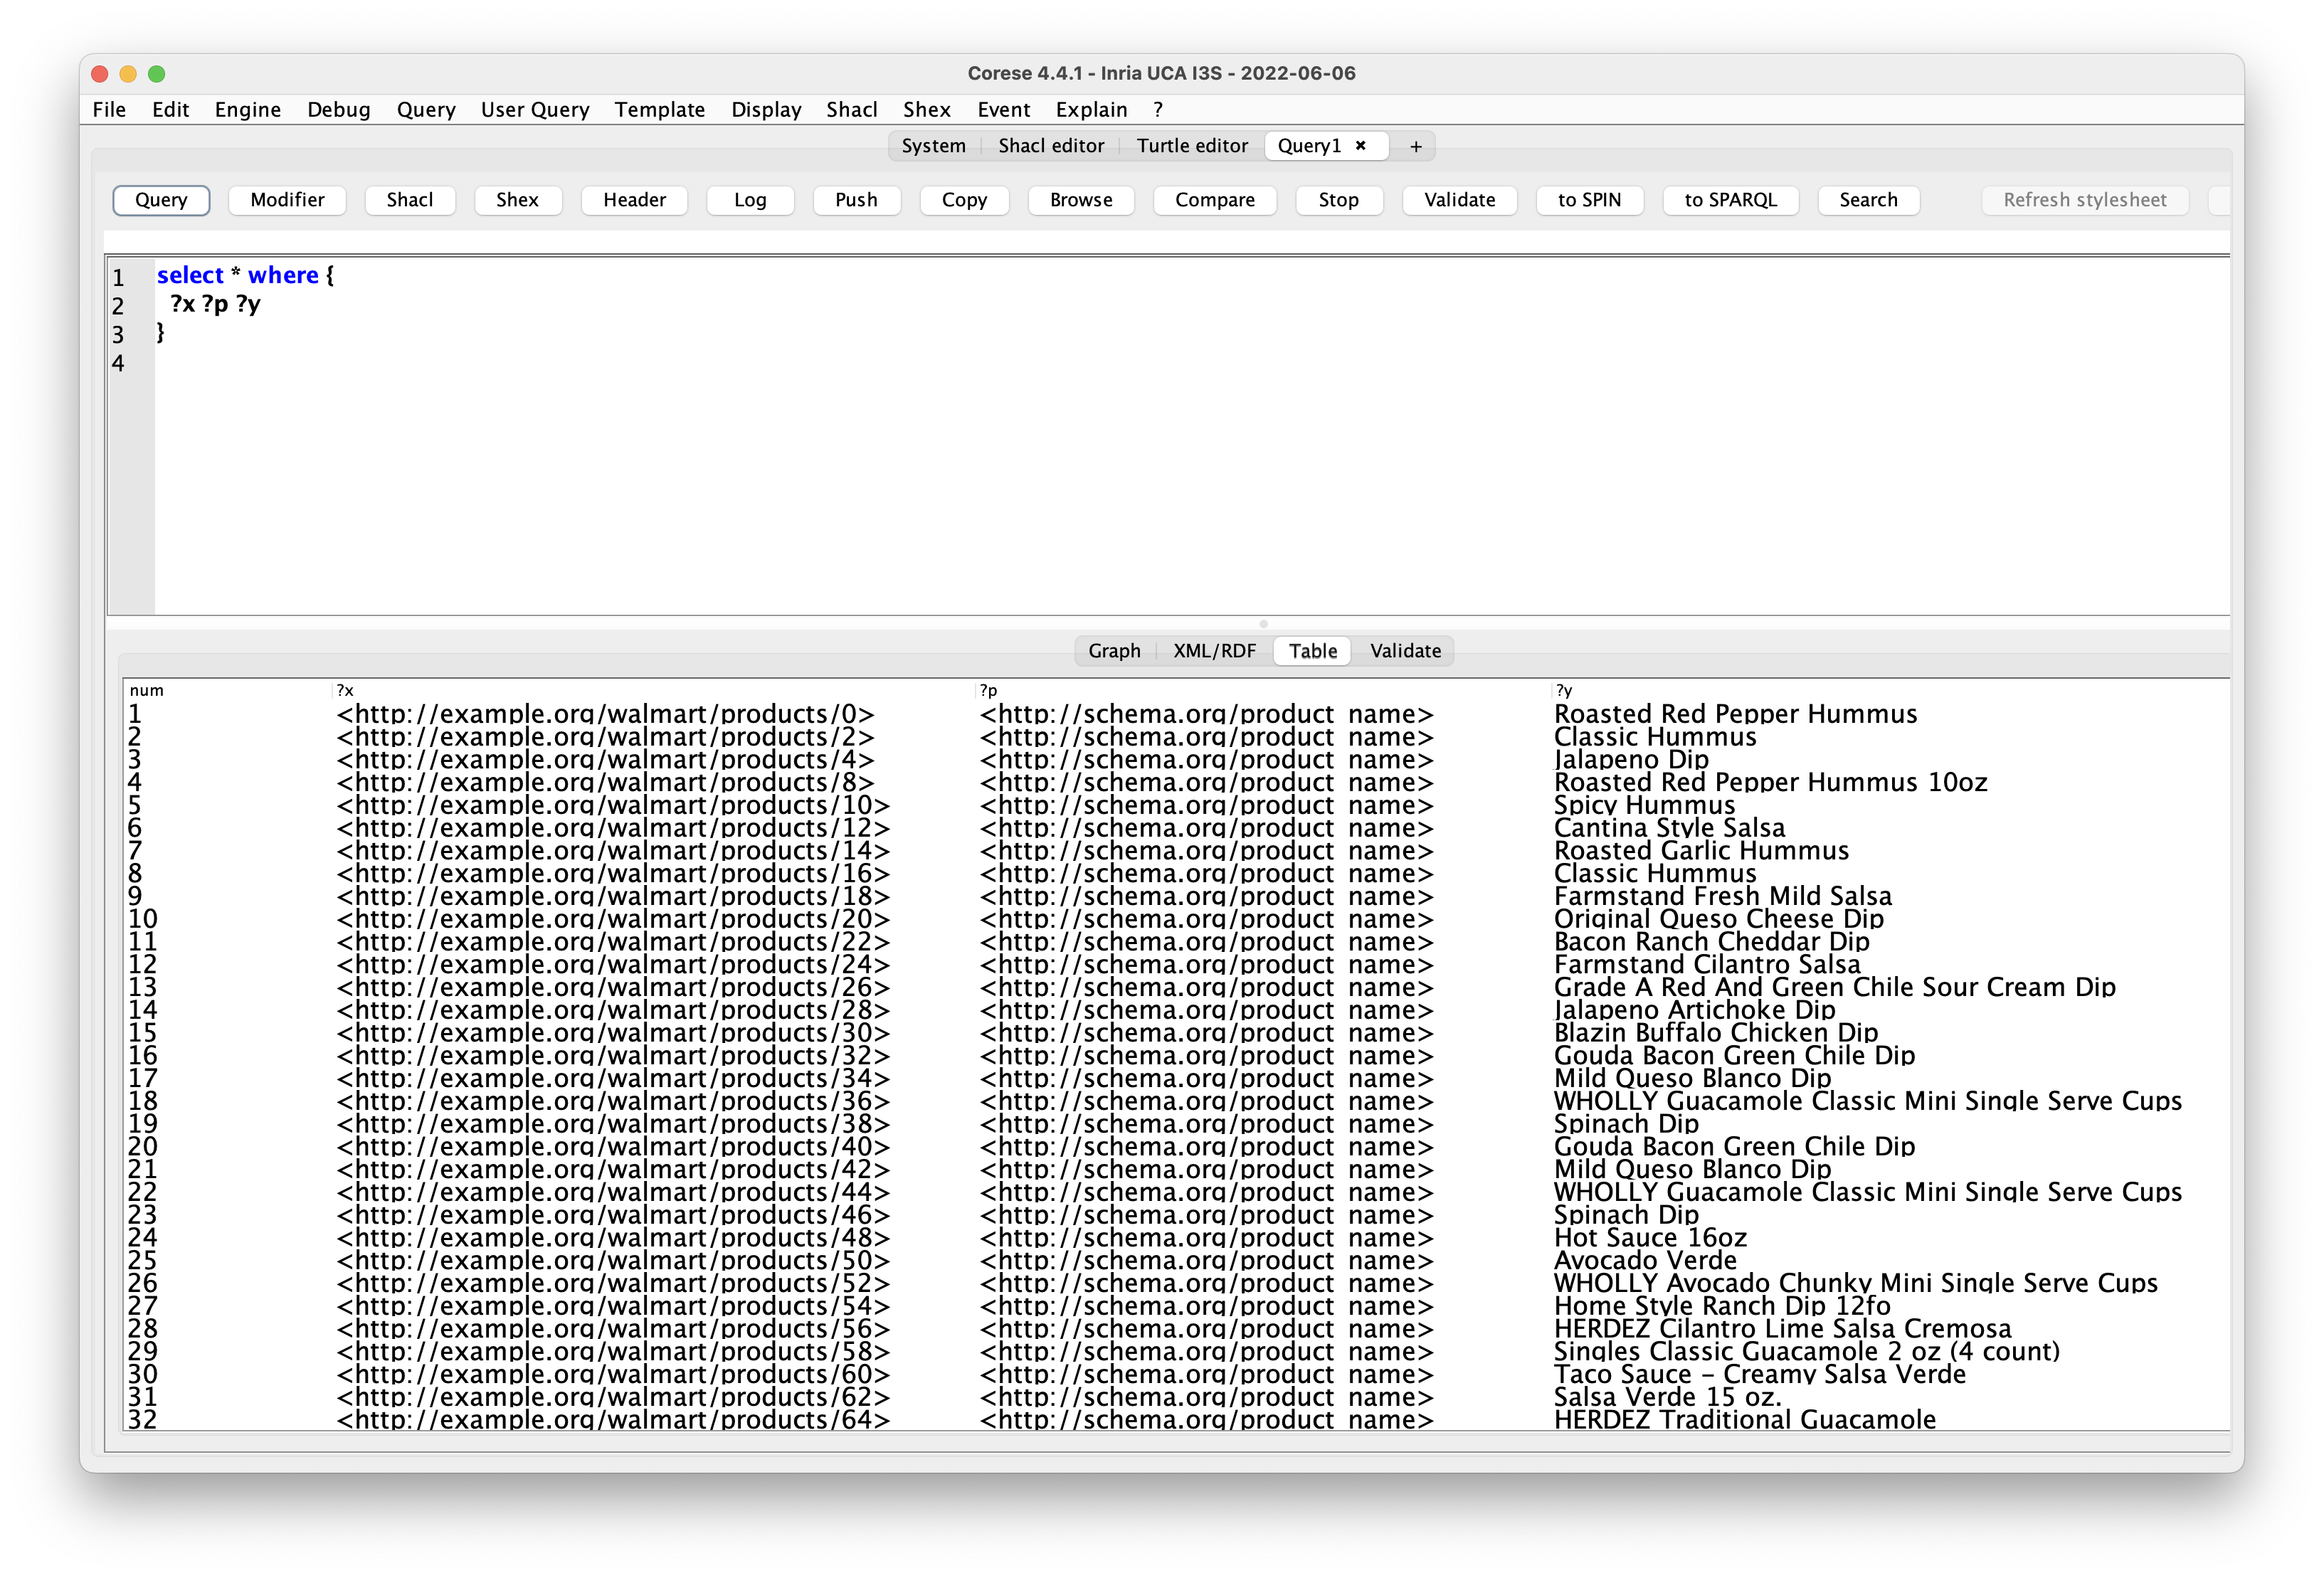 Corese 4.4.1 - Inria UCA I3S - 2022-06-06
File Edit Engine Debug Query User Query Template Display Shacl Shex Event Explain ?
System Shacl editor Turtle editor Query1 × +
Query Modifier Shacl Shex Header Log Push Copy Browse Compare Stop Validate to SPIN to SPARQL Search Refresh stylesheet
1 select * where {
2 ?x ?p ?y
3 }
4
Graph XML/RDF Table Validate
num ?x ?p ?y
1 <http://example.org/walmart/products/0> <http://schema.org/product_name> Roasted Red Pepper Hummus
2 <http://example.org/walmart/products/2> <http://schema.org/product_name> Classic Hummus
3 <http://example.org/walmart/products/4> <http://schema.org/product_name> Jalapeno Dip
4 <http://example.org/walmart/products/8> <http://schema.org/product_name> Roasted Red Pepper Hummus 10oz
5 <http://example.org/walmart/products/10> <http://schema.org/product_name> Spicy Hummus
6 <http://example.org/walmart/products/12> <http://schema.org/product_name> Cantina Style Salsa
7 <http://example.org/walmart/products/14> <http://schema.org/product_name> Roasted Garlic Hummus
8 <http://example.org/walmart/products/16> <http://schema.org/product_name> Classic Hummus
9 <http://example.org/walmart/products/18> <http://schema.org/product_name> Farmstand Fresh Mild Salsa
10 <http://example.org/walmart/products/20> <http://schema.org/product_name> Original Queso Cheese Dip
11 <http://example.org/walmart/products/22> <http://schema.org/product_name> Bacon Ranch Cheddar Dip
12 <http://example.org/walmart/products/24> <http://schema.org/product_name> Farmstand Cilantro Salsa
13 <http://example.org/walmart/products/26> <http://schema.org/product_name> Grade A Red And Green Chile Sour Cream Dip
14 <http://example.org/walmart/products/28> <http://schema.org/product_name> Jalapeno Artichoke Dip
15 <http://example.org/walmart/products/30> <http://schema.org/product_name> Blazin Buffalo Chicken Dip
16 <http://example.org/walmart/products/32> <http://schema.org/product_name> Gouda Bacon Green Chile Dip
17 <http://example.org/walmart/products/34> <http://schema.org/product_name> Mild Queso Blanco Dip
18 <http://example.org/walmart/products/36> <http://schema.org/product_name> WHOLLY Guacamole Classic Mini Single Serve Cups
19 <http://example.org/walmart/products/38> <http://schema.org/product_name> Spinach Dip
20 <http://example.org/walmart/products/40> <http://schema.org/product_name> Gouda Bacon Green Chile Dip
21 <http://example.org/walmart/products/42> <http://schema.org/product_name> Mild Queso Blanco Dip
22 <http://example.org/walmart/products/44> <http://schema.org/product_name> WHOLLY Guacamole Classic Mini Single Serve Cups
23 <http://example.org/walmart/products/46> <http://schema.org/product_name> Spinach Dip
24 <http://example.org/walmart/products/48> <http://schema.org/product_name> Hot Sauce 16oz
25 <http://example.org/walmart/products/50> <http://schema.org/product_name> Avocado Verde
26 <http://example.org/walmart/products/52> <http://schema.org/product_name> WHOLLY Avocado Chunky Mini Single Serve Cups
27 <http://example.org/walmart/products/54> <http://schema.org/product_name> Home Style Ranch Dip 12fo
28 <http://example.org/walmart/products/56> <http://schema.org/product_name> HERDEZ Cilantro Lime Salsa Cremosa
29 <http://example.org/walmart/products/58> <http://schema.org/product_name> Singles Classic Guacamole 2 oz (4 count)
30 <http://example.org/walmart/products/60> <http://schema.org/product_name> Taco Sauce – Creamy Salsa Verde
31 <http://example.org/walmart/products/62> <http://schema.org/product_name> Salsa Verde 15 oz.
32 <http://example.org/walmart/products/64> <http://schema.org/product_name> HERDEZ Traditional Guacamole